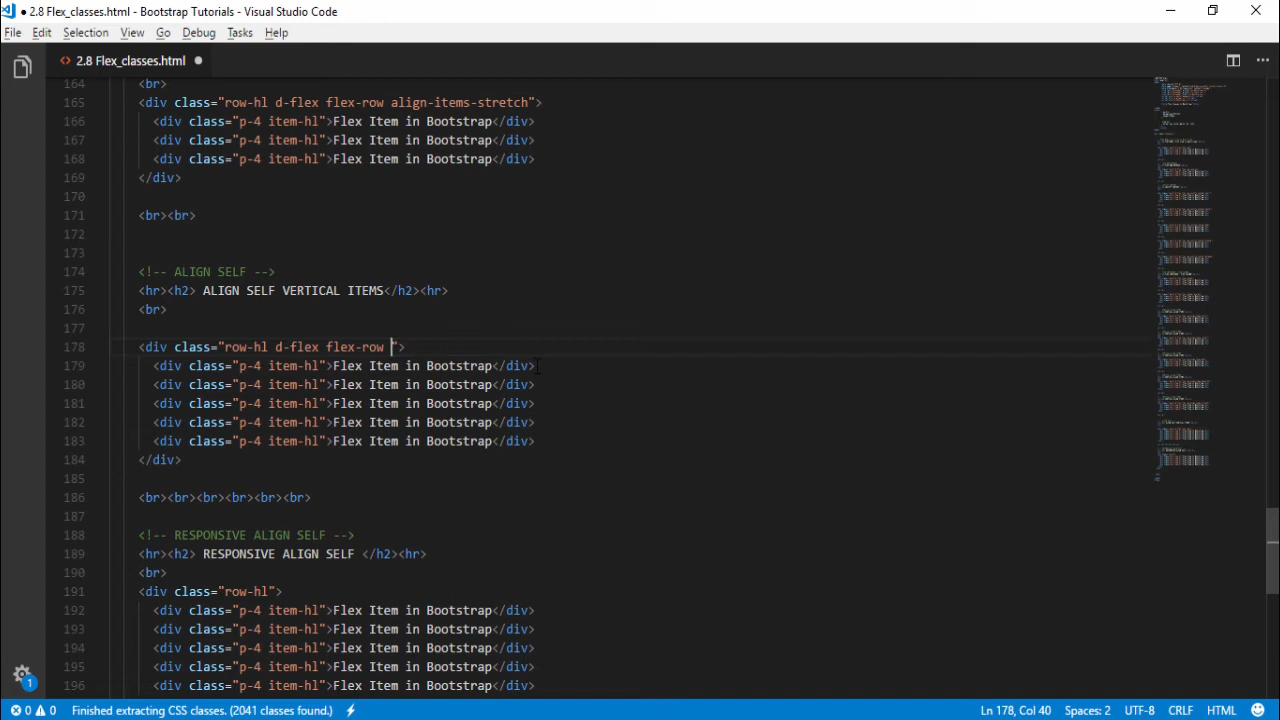 2.8 Flex_classes.html - Bootstrap Tutorials - Visual Studio Code
File Edit Selection View Go Debug Tasks Help
2.8 Flex_classes.html
164 <br>
165 <div class="row-hl d-flex flex-row align-items-stretch">
166 <div class="p-4 item-hl">Flex Item in Bootstrap</div>
167 <div class="p-4 item-hl">Flex Item in Bootstrap</div>
168 <div class="p-4 item-hl">Flex Item in Bootstrap</div>
169 </div>
170
171 <br><br>
172
173
174 <!-- ALIGN SELF -->
175 <hr><h2> ALIGN SELF VERTICAL ITEMS</h2><hr>
176 <br>
177
178 <div class="row-hl d-flex flex-row ">
179 <div class="p-4 item-hl">Flex Item in Bootstrap</div>
180 <div class="p-4 item-hl">Flex Item in Bootstrap</div>
181 <div class="p-4 item-hl">Flex Item in Bootstrap</div>
182 <div class="p-4 item-hl">Flex Item in Bootstrap</div>
183 <div class="p-4 item-hl">Flex Item in Bootstrap</div>
184 </div>
185
186 <br><br><br><br><br><br>
187
188 <!-- RESPONSIVE ALIGN SELF -->
189 <hr><h2> RESPONSIVE ALIGN SELF </h2><hr>
190 <br>
191 <div class="row-hl">
192 <div class="p-4 item-hl">Flex Item in Bootstrap</div>
193 <div class="p-4 item-hl">Flex Item in Bootstrap</div>
194 <div class="p-4 item-hl">Flex Item in Bootstrap</div>
195 <div class="p-4 item-hl">Flex Item in Bootstrap</div>
196 <div class="p-4 item-hl">Flex Item in Bootstrap</div>
1
0 0 Finished extracting CSS classes. (2041 classes found.) Ln 178, Col 40 Spaces: 2 UTF-8 CRLF HTML